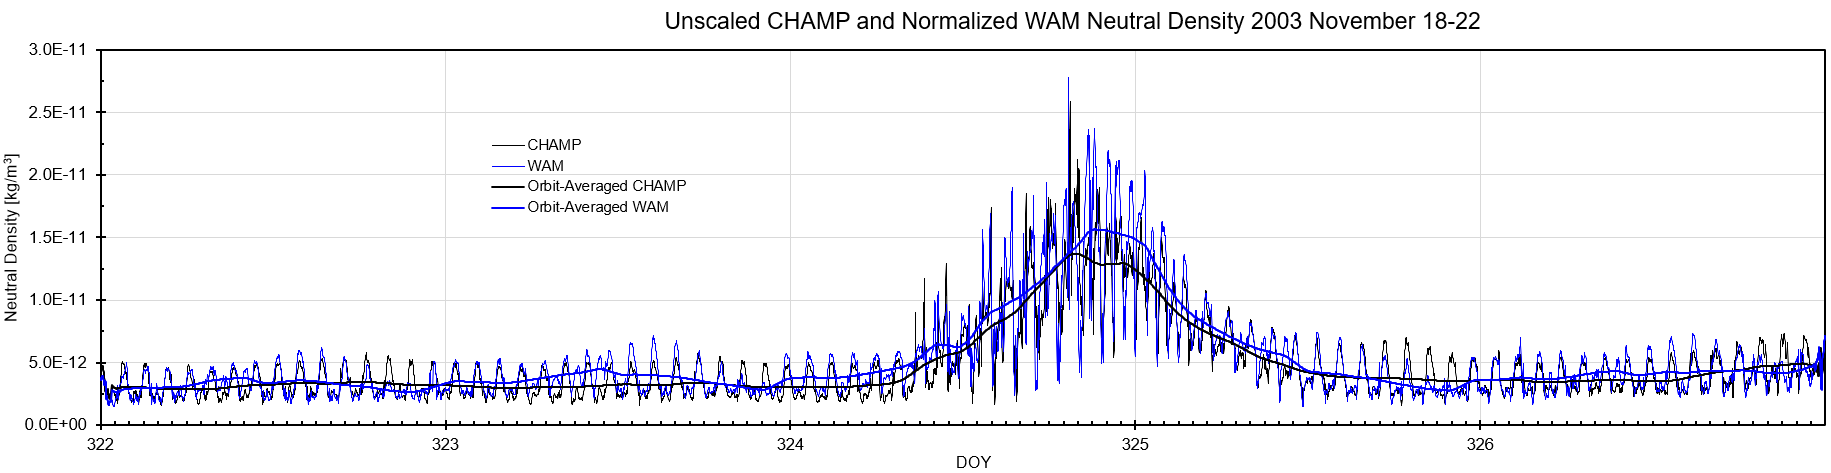 Unscaled CHAMP and Normalized WAM Neutral Density 2003 November 18-22
3.0E-11
2.5E-11
2.0E-11
1.5E-11
1.0E-11
5.0E-12
0.0E+00
Neutral Density [kg/m³]
CHAMP
WAM
Orbit-Averaged CHAMP
Orbit-Averaged WAM
322 323 324 325 326
DOY